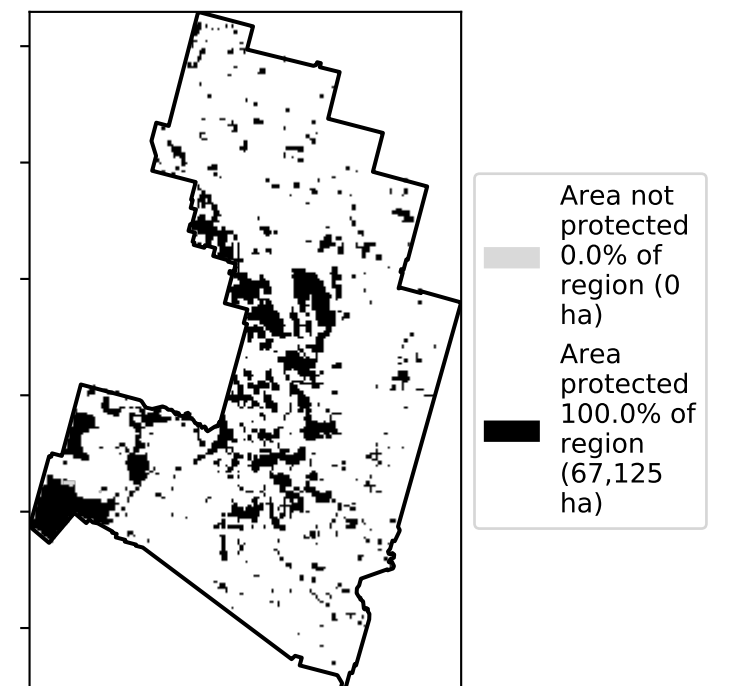 Area not
protected
0.0% of
region (0
ha)
Area
protected
100.0% of
region
(67,125
ha)